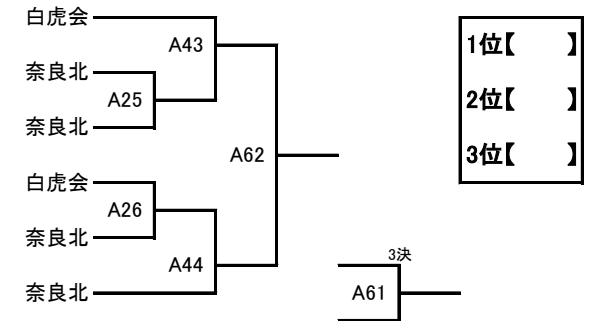 白虎会
A43
1位【　　】
奈良北
A25
2位【　　】
奈良北
A62
3位【　　】
白虎会
A26
奈良北
3決
A44
奈良北
A61